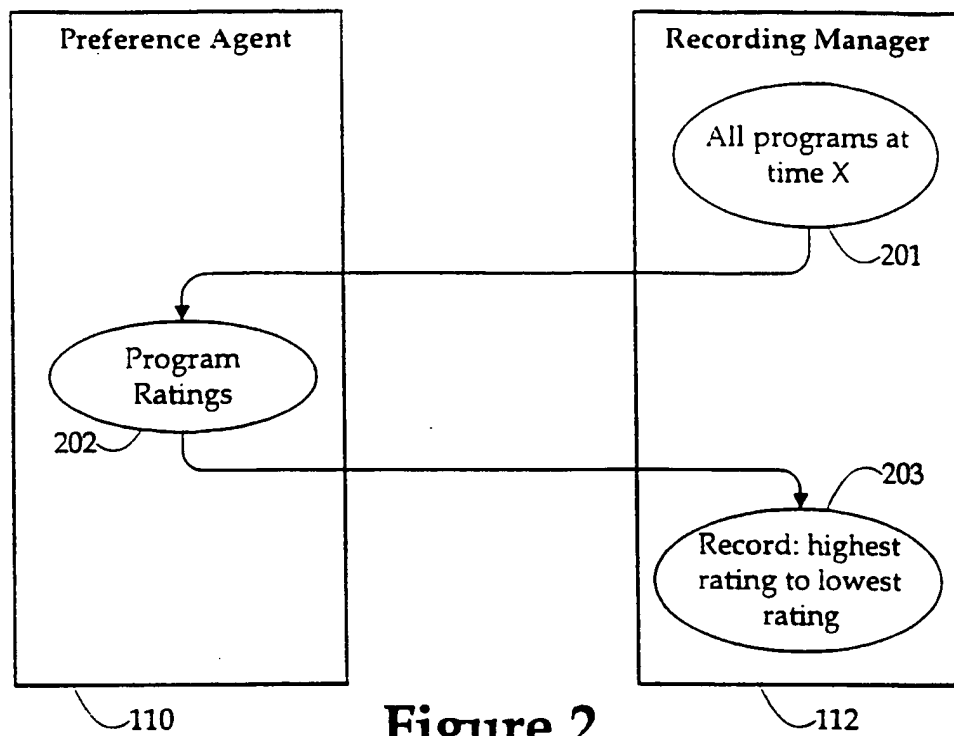 Preference Agent
Recording Manager
All programs at
time X
201
Program
Ratings
202
203
Record: highest
rating to lowest
rating
110
112
Figure 2